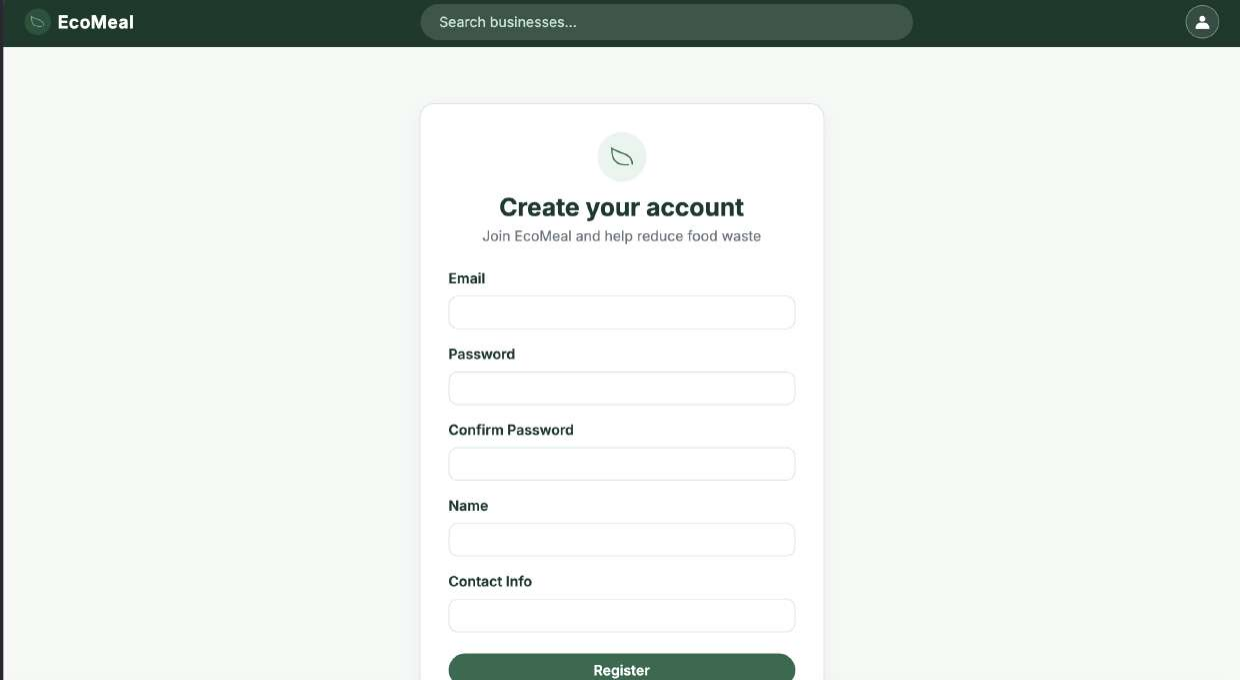 EcoMeal
Search businesses...
Create your account
Join EcoMeal and help reduce food waste
Email
Password
Confirm Password
Name
Contact Info
Register